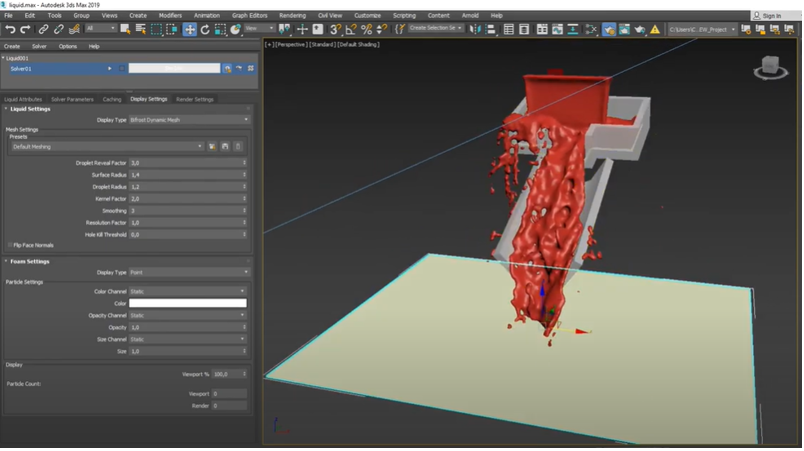 liquid.max - Autodesk 3ds Max 2019
File Edit Tools Group Views Create Modifiers Animation Graph Editors Rendering Civil View Customize Scripting Content Arnold Help
Sign In
All
View
Create Selection Se
C:\Users\C...EW_Project
Create Solver Options Help
Liquid001
Solver01
Liquid Attributes Solver Parameters Caching Display Settings Render Settings
Liquid Settings
Display Type Bifrost Dynamic Mesh
Mesh Settings
Presets
Default Meshing
Droplet Reveal Factor 3,0
Surface Radius 1,4
Droplet Radius 1,2
Kernel Factor 2,0
Smoothing 3
Resolution Factor 1,0
Hole Kill Threshold 0,0
Flip Face Normals
Foam Settings
Display Type Point
Particle Settings
Color Channel Static
Color
Opacity Channel Static
Opacity 1,0
Size Channel Static
Size 1,0
Display
Viewport % 100,0
Particle Count:
Viewport 0
Render 0
[+] [Perspective] [Standard] [Default Shading]